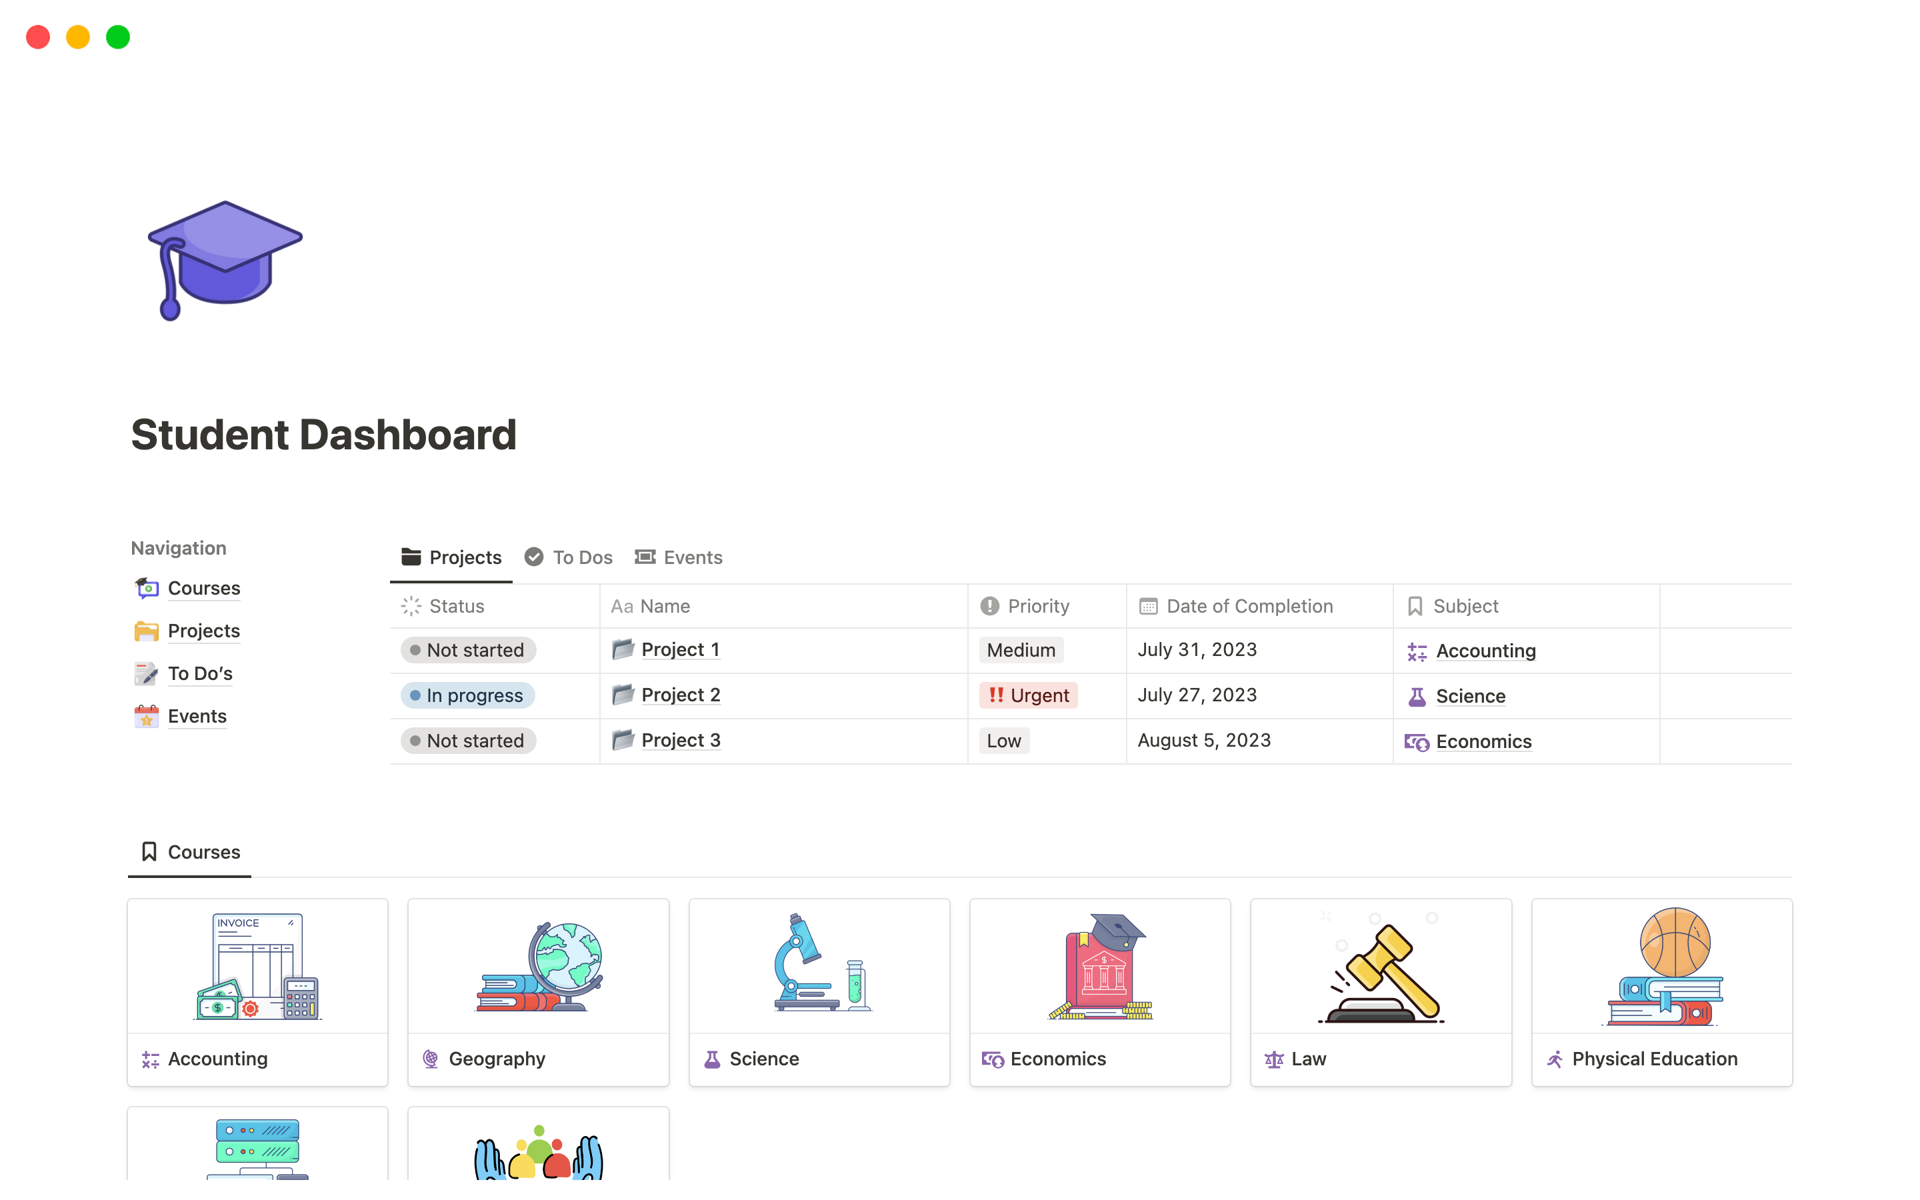 Student Dashboard
Navigation
Courses
Projects
To Do’s
Events
Projects To Dos Events
Status Aa Name Priority Date of Completion Subject
Not started Project 1 Medium July 31, 2023 Accounting
In progress Project 2 !! Urgent July 27, 2023 Science
Not started Project 3 Low August 5, 2023 Economics
Courses
INVOICE
Accounting Geography Science Economics Law Physical Education